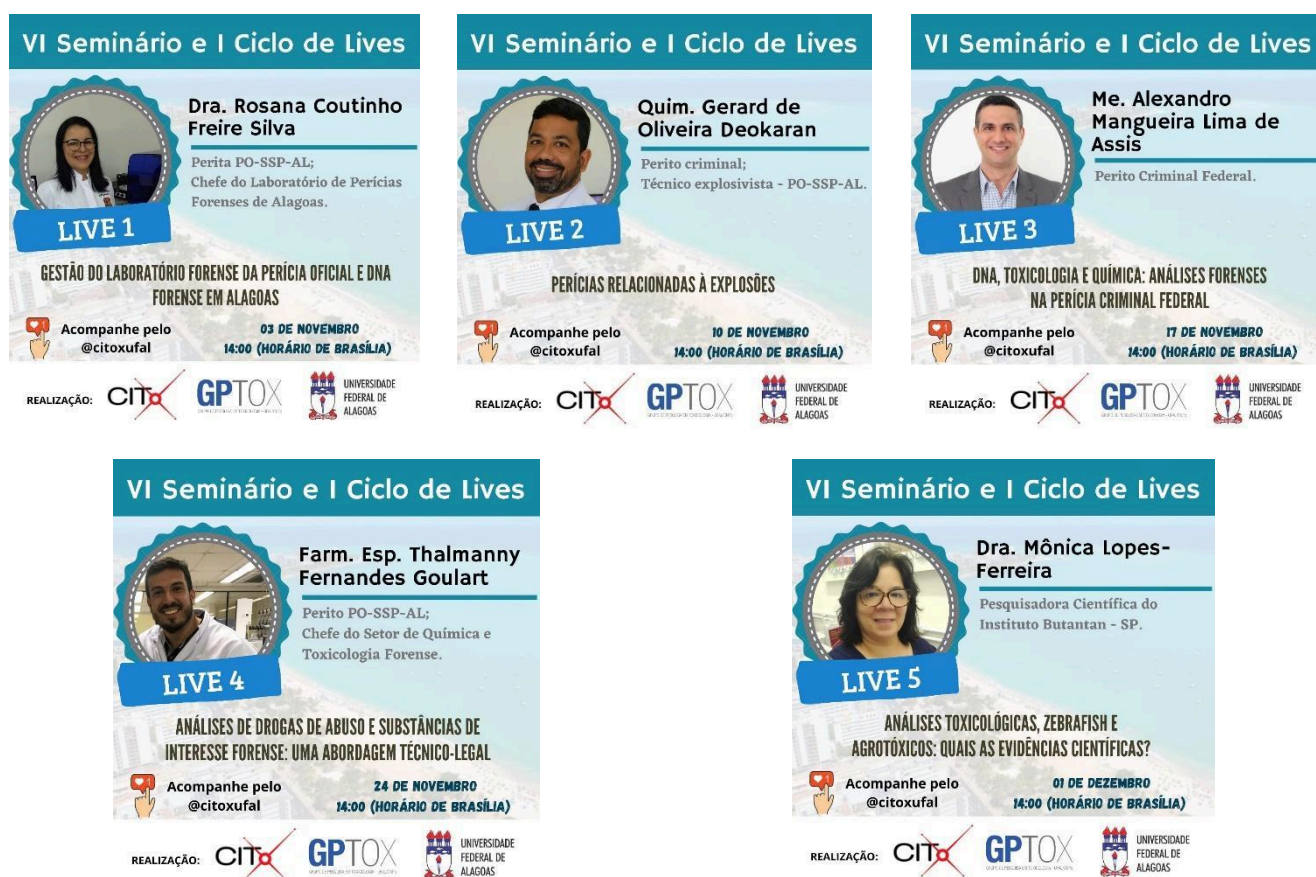 VI Seminário e I Ciclo de Lives
Dra. Rosana Coutinho
Freire Silva
Perita PO-SSP-AL;
Chefe do Laboratório de Perícias
Forenses de Alagoas.
LIVE 1
GESTÃO DO LABORATÓRIO FORENSE DA PERÍCIA OFICIAL E DNA
FORENSE EM ALAGOAS
Acompanhe pelo
@citoxufal
03 DE NOVEMBRO
14:00 (HORÁRIO DE BRASÍLIA)
REALIZAÇÃO:
CITox
GPTOX
UNIVERSIDADE
FEDERAL DE
ALAGOAS
VI Seminário e I Ciclo de Lives
Quim. Gerard de
Oliveira Deokaran
Perito criminal;
Técnico explosivista - PO-SSP-AL.
LIVE 2
PERÍCIAS RELACIONADAS À EXPLOSÕES
Acompanhe pelo
@citoxufal
10 DE NOVEMBRO
14:00 (HORÁRIO DE BRASÍLIA)
REALIZAÇÃO:
CITox
GPTOX
UNIVERSIDADE
FEDERAL DE
ALAGOAS
VI Seminário e I Ciclo de Lives
Me. Alexandro
Mangueira Lima de
Assis
Perito Criminal Federal.
LIVE 3
DNA, TOXICOLOGIA E QUÍMICA: ANÁLISES FORENSES
NA PERÍCIA CRIMINAL FEDERAL
Acompanhe pelo
@citoxufal
17 DE NOVEMBRO
14:00 (HORÁRIO DE BRASÍLIA)
REALIZAÇÃO:
CITox
GPTOX
UNIVERSIDADE
FEDERAL DE
ALAGOAS
VI Seminário e I Ciclo de Lives
Farm. Esp. Thalmanny
Fernandes Goulart
Perito PO-SSP-AL;
Chefe do Setor de Química e
Toxicologia Forense.
LIVE 4
ANÁLISES DE DROGAS DE ABUSO E SUBSTÂNCIAS DE
INTERESSE FORENSE: UMA ABORDAGEM TÉCNICO-LEGAL
Acompanhe pelo
@citoxufal
24 DE NOVEMBRO
14:00 (HORÁRIO DE BRASÍLIA)
REALIZAÇÃO:
CITox
GPTOX
UNIVERSIDADE
FEDERAL DE
ALAGOAS
VI Seminário e I Ciclo de Lives
Dra. Mônica Lopes-
Ferreira
Pesquisadora Científica do
Instituto Butantan - SP.
LIVE 5
ANÁLISES TOXICOLÓGICAS, ZEBRAFISH E
AGROTÓXICOS: QUAIS AS EVIDÊNCIAS CIENTÍFICAS?
Acompanhe pelo
@citoxufal
01 DE DEZEMBRO
14:00 (HORÁRIO DE BRASÍLIA)
REALIZAÇÃO:
CITox
GPTOX
UNIVERSIDADE
FEDERAL DE
ALAGOAS